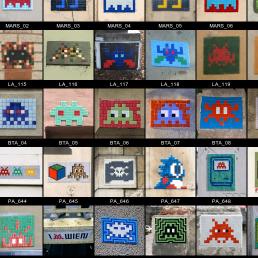 MARS_02 MARS_03 MARS_04 MARS_05 MARS_06
LA_115 LA_116 LA_117 LA_118 LA_119
BTA_04 BTA_05 BTA_06 BTA_07 BTA_08
PA_644 PA_645 PA_646 PA_647 PA_648
WIEN